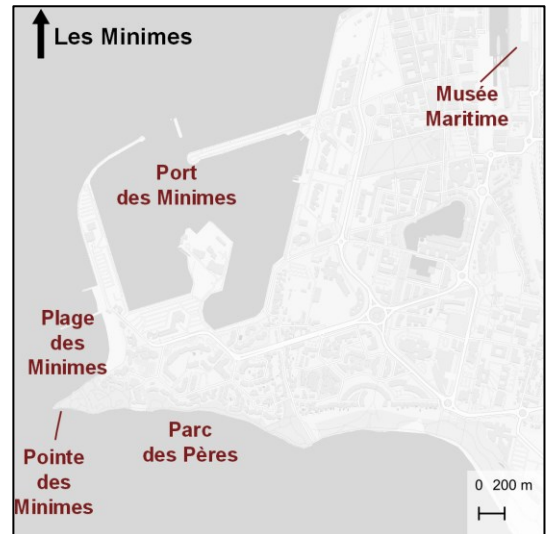 Les Minimes
Musée
Maritime
Port
des Minimes
Plage
des
Minimes
Parc
des Pères
Pointe
des
Minimes
0 200 m